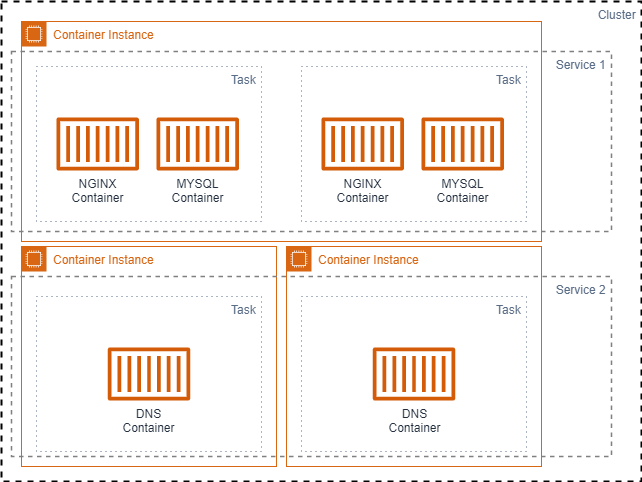 Cluster
Container Instance
Service 1
Task
Task
NGINX
Container
MYSQL
Container
NGINX
Container
MYSQL
Container
Container Instance
Container Instance
Service 2
Task
Task
DNS
Container
DNS
Container